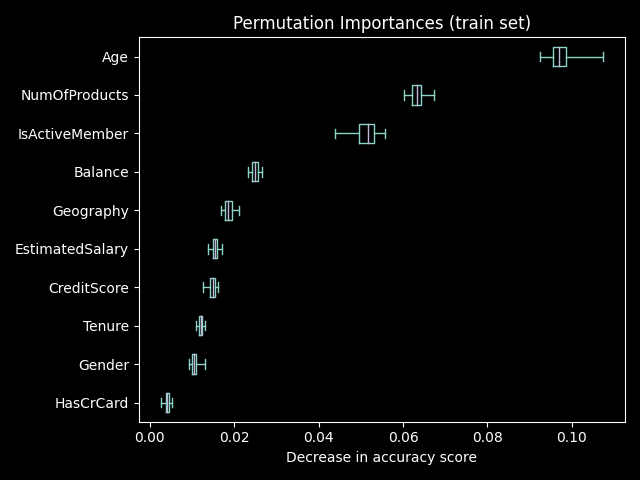 Permutation Importances (train set)
Age
NumOfProducts
IsActiveMember
Balance
Geography
EstimatedSalary
CreditScore
Tenure
Gender
HasCrCard
0.00 0.02 0.04 0.06 0.08 0.10
Decrease in accuracy score